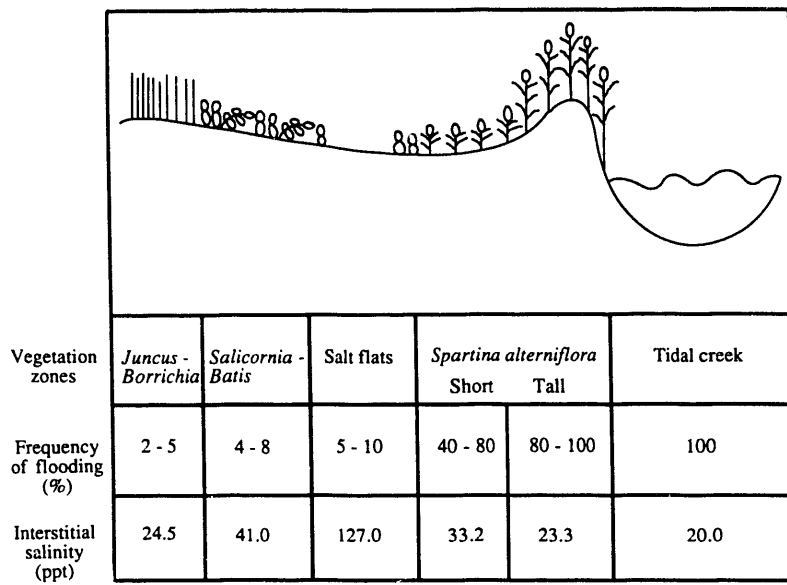 Vegetation zones
Juncus - Borrichia
Salicornia - Batis
Salt flats
Spartina alterniflora
Short Tall
Tidal creek
Frequency of flooding (%)
2 - 5
4 - 8
5 - 10
40 - 80
80 - 100
100
Interstitial salinity (ppt)
24.5
41.0
127.0
33.2
23.3
20.0